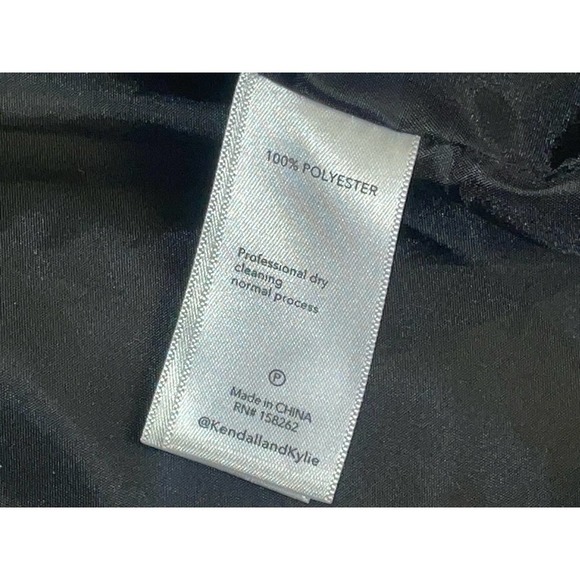 100% POLYESTER
Professional dry
cleaning
normal process
P
Made in CHINA
RN# 158262
@KendallandKylie